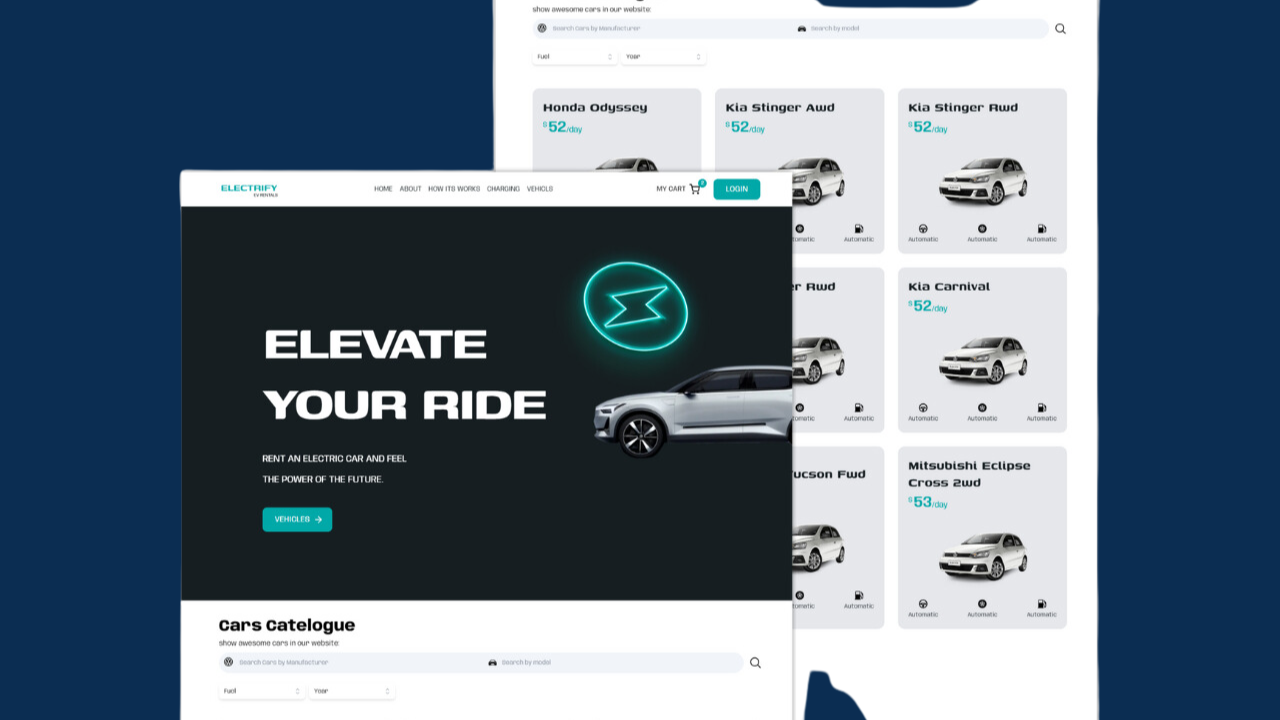 show awesome cars in our website:
Search Cars by Manufacturer
Search by model
Fuel
Year
Honda Odyssey
$52/day
Kia Stinger Awd
$52/day
Kia Stinger Rwd
$52/day
Automatic
Automatic
Automatic
Automatic
Rwd
Kia Carnival
$52/day
Automatic
Automatic
Automatic
Automatic
Fwd
Mitsubishi Eclipse
Cross 2wd
$53/day
Automatic
Automatic
Automatic
Automatic
ELECTRIFY
EV RENTALS
HOME
ABOUT
HOW ITS WORKS
CHARGING
VEHICLS
MY CART
LOGIN
ELEVATE
YOUR RIDE
RENT AN ELECTRIC CAR AND FEEL
THE POWER OF THE FUTURE.
VEHICLES
Cars Catelogue
show awesome cars in our website:
Search Cars by Manufacturer
Search by model
Fuel
Year